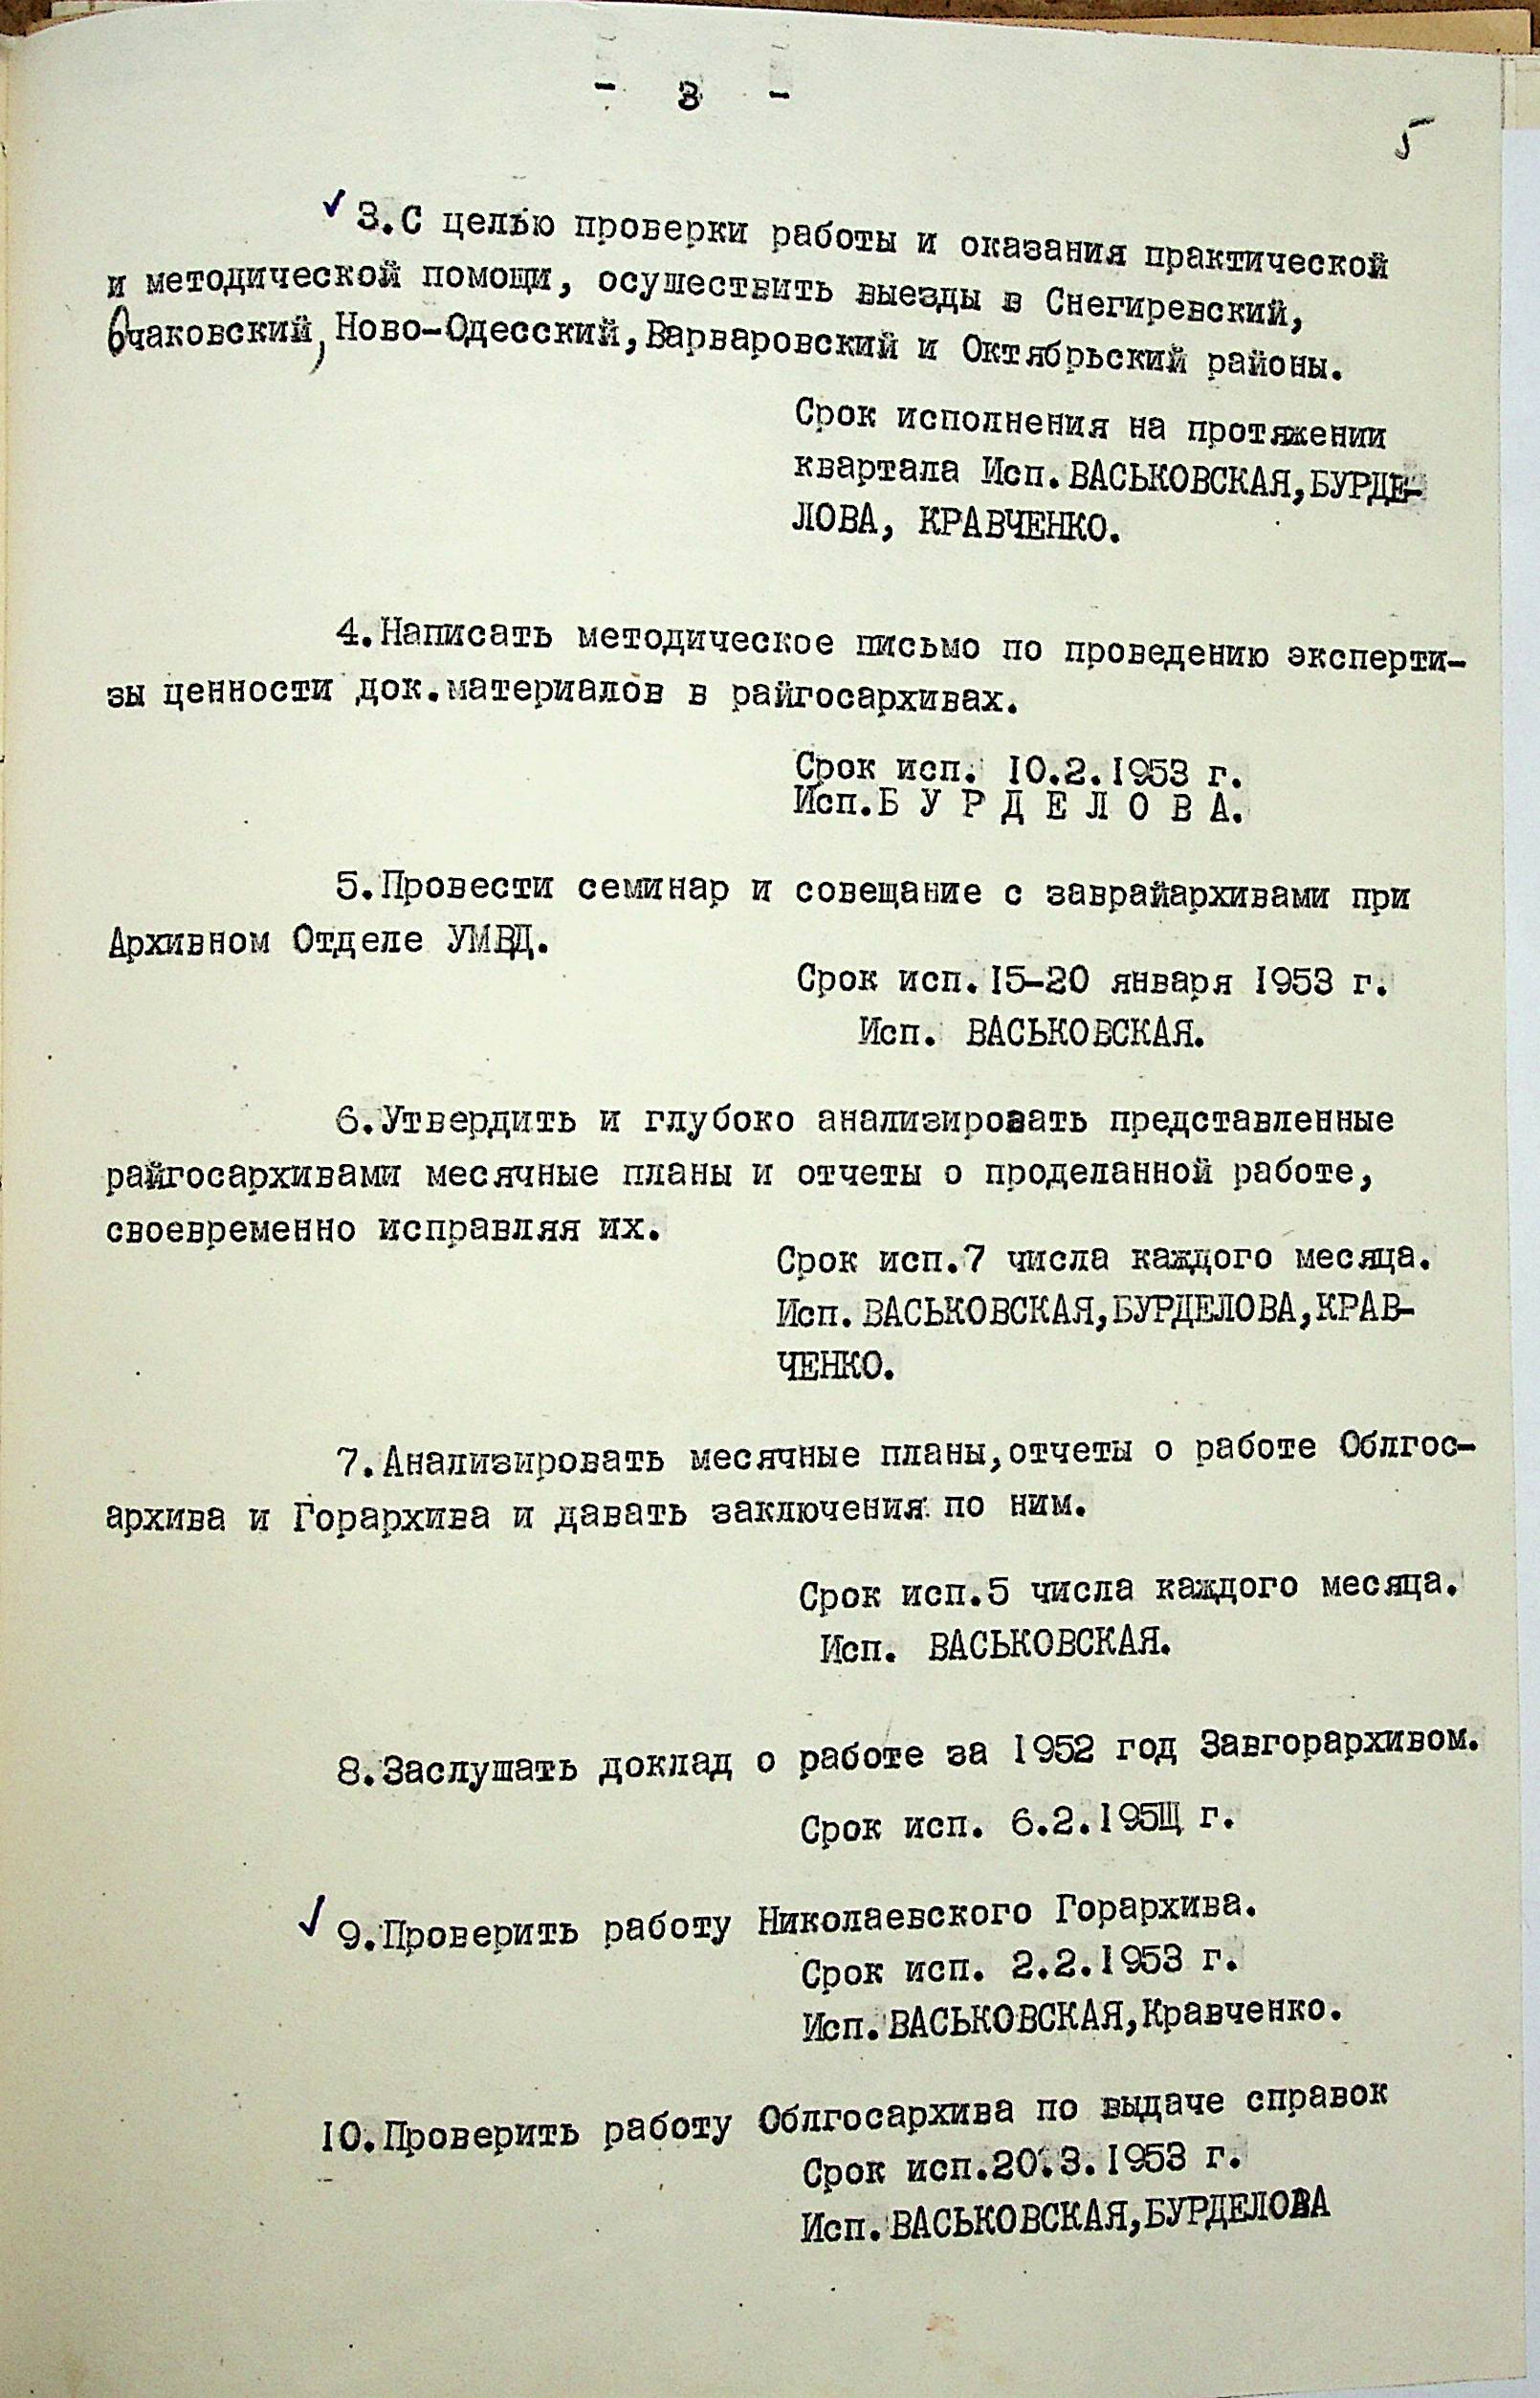 - 3 -
5
✓ 3.С целью проверки работы и оказания практической
и методической помощи, осуществить выезды в Снегиревский,
Очаковский, Ново-Одесский, Варваровский и Октябрьский районы.
Срок исполнения на протяжении
квартала Исп. ВАСЬКОВСКАЯ, БУРДЕ-
ЛОВА, КРАВЧЕНКО.
4.Написать методическое письмо по проведению эксперти-
зы ценности док.материалов в райгосархивах.
Срок исп. 10.2.1953 г.
Исп.Б У Р Д Е Л О В А.
5.Провести семинар и совещание с заврайархивами при
Архивном Отделе УМВД.
Срок исп.15-20 января 1953 г.
Исп. ВАСЬКОВСКАЯ.
6.Утвердить и глубоко анализировать представленные
райгосархивами месячные планы и отчеты о проделанной работе,
своевременно исправляя их.
Срок исп.7 числа каждого месяца.
Исп.ВАСЬКОВСКАЯ,БУРДЕЛОВА,КРАВ-
ЧЕНКО.
7.Анализировать месячные планы,отчеты о работе Облгос-
архива и Горархива и давать заключения по ним.
Срок исп.5 числа каждого месяца.
Исп. ВАСЬКОВСКАЯ.
8.Заслушать доклад о работе за 1952 год Завгорархивом.
Срок исп. 6.2.195Щ г.
✓ 9.Проверить работу Николаевского Горархива.
Срок исп. 2.2.1953 г.
Исп.ВАСЬКОВСКАЯ,Кравченко.
10.Проверить работу Облгосархива по выдаче справок
Срок исп.20.3.1953 г.
Исп.ВАСЬКОВСКАЯ,БУРДЕЛОВА